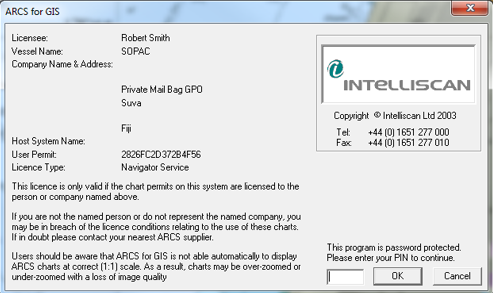 ARCS for GIS
Licensee: Robert Smith
Vessel Name: SOPAC
Company Name & Address:
Private Mail Bag GPO
Suva
Fiji
Host System Name:
User Permit: 2826FC2D372B4F56
Licence Type: Navigator Service
This licence is only valid if the chart permits on this system are licensed to the
person or company named above.
If you are not the named person or do not represent the named company, you
may be in breach of the licence conditions relating to the use of these charts.
If in doubt please contact your nearest ARCS supplier.
Users should be aware that ARCS for GIS is not able automatically to display
ARCS charts at correct (1:1) scale. As a result, charts may be over-zoomed or
under-zoomed with a loss of image quality
i INTELLISCAN
Copyright © Intelliscan Ltd 2003
Tel: +44 (0) 1651 277 000
Fax: +44 (0) 1651 277 010
This program is password protected.
Please enter your PIN to continue.
OK
Cancel